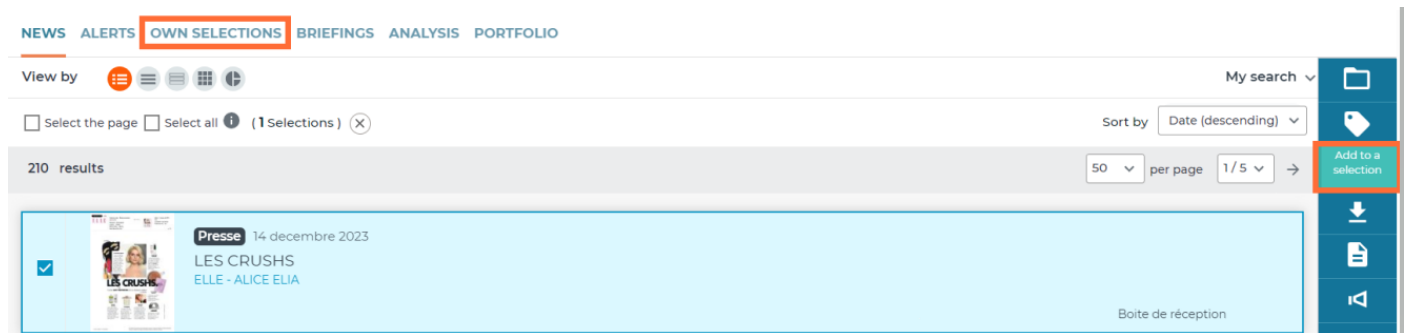 NEWS ALERTS OWN SELECTIONS BRIEFINGS ANALYSIS PORTFOLIO
View by My search
Select the page Select all (1 Selections) Sort by Date (descending)
210 results 50 per page 1/5
Add to a
selection
Presse 14 decembre 2023
LES CRUSHS
ELLE - ALICE ELIA
LES CRUSHS
Boite de réception